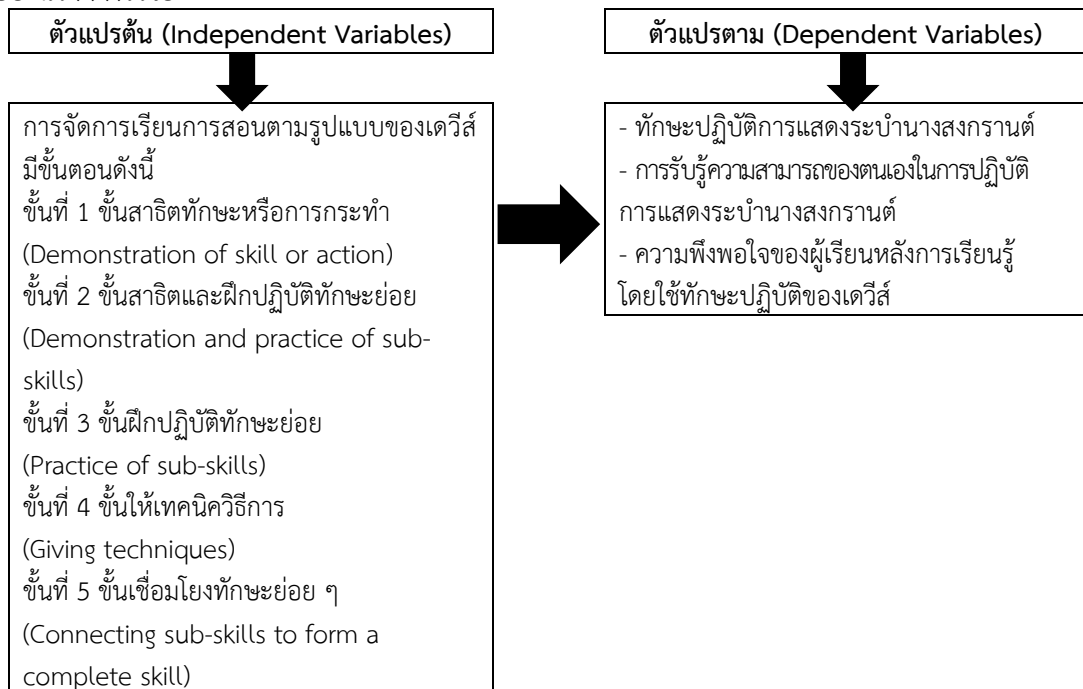 ตัวแปรต้น (Independent Variables)
การจัดการเรียนการสอนตามรูปแบบของเดวีส์
มีขั้นตอนดังนี้
ขั้นที่ 1 ขั้นสาธิตทักษะหรือการกระทำ
(Demonstration of skill or action)
ขั้นที่ 2 ขั้นสาธิตและฝึกปฏิบัติทักษะย่อย
(Demonstration and practice of sub-
skills)
ขั้นที่ 3 ขั้นฝึกปฏิบัติทักษะย่อย
(Practice of sub-skills)
ขั้นที่ 4 ขั้นให้เทคนิควิธีการ
(Giving techniques)
ขั้นที่ 5 ขั้นเชื่อมโยงทักษะย่อย ๆ
(Connecting sub-skills to form a
complete skill)
ตัวแปรตาม (Dependent Variables)
- ทักษะปฏิบัติการแสดงระบำนางสงกรานต์
- การรับรู้ความสามารถของตนเองในการปฏิบัติ
การแสดงระบำนางสงกรานต์
- ความพึงพอใจของผู้เรียนหลังการเรียนรู้
โดยใช้ทักษะปฏิบัติของเดวีส์